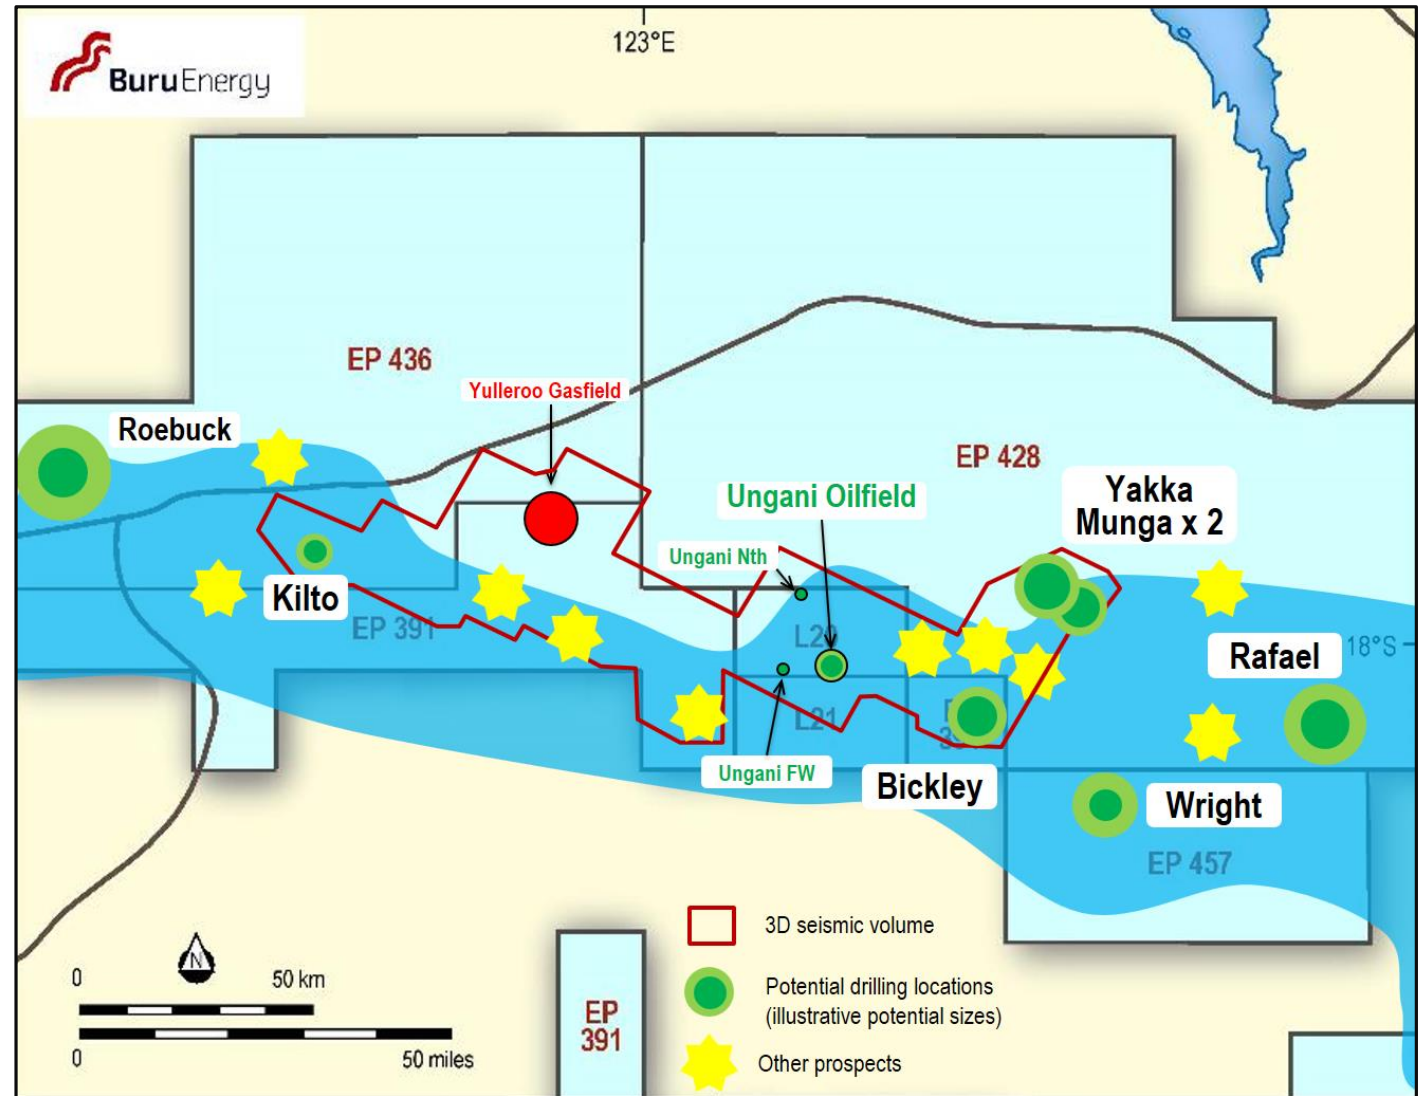 123°E
BuruEnergy
EP 436
Yulleroo Gasfield
Roebuck
EP 428
Yakka
Munga x 2
Ungani Oilfield
Ungani Nth
Kilto
EP 391
L20
Rafael
18°S
L21
Ungani FW
Bickley
Wright
EP 457
3D seismic volume
N
0
50 km
Potential drilling locations
(illustrative potential sizes)
EP
391
0
50 miles
Other prospects